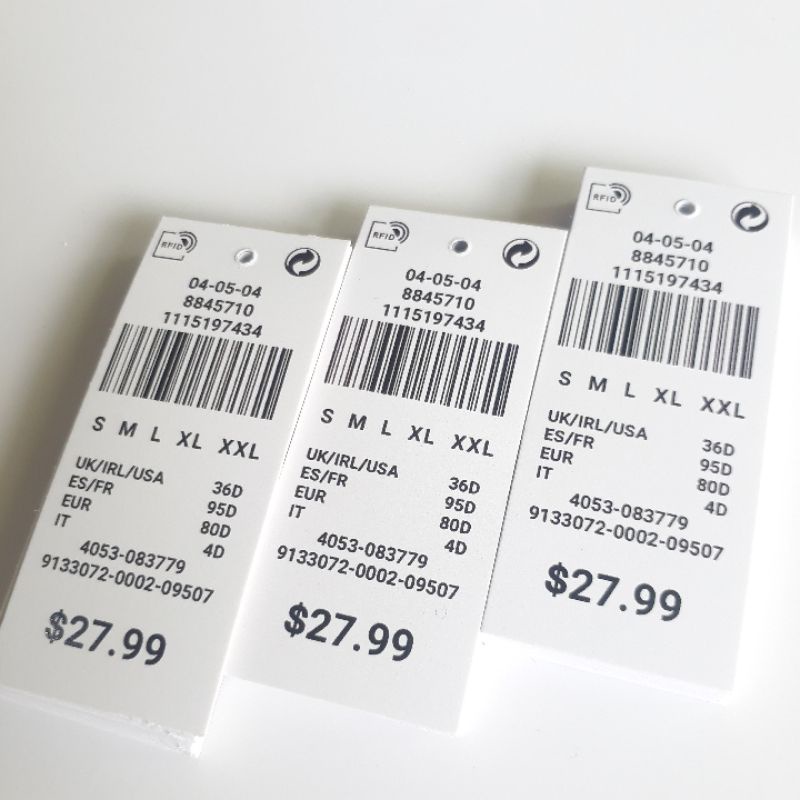 RFID
04-05-04
8845710
1115197434
S M L XL XXL
UK/IRL/USA 36D
ES/FR 95D
EUR 80D
IT 4D
4053-083779
9133072-0002-09507
$27.99
RFID
04-05-04
8845710
1115197434
S M L XL XXL
UK/IRL/USA 36D
ES/FR 95D
EUR 80D
IT 4D
4053-083779
9133072-0002-09507
$27.99
RFID
04-05-04
8845710
1115197434
S M L XL XXL
UK/IRL/USA 36D
ES/FR 95D
EUR 80D
IT 4D
4053-083779
9133072-0002-09507
$27.99